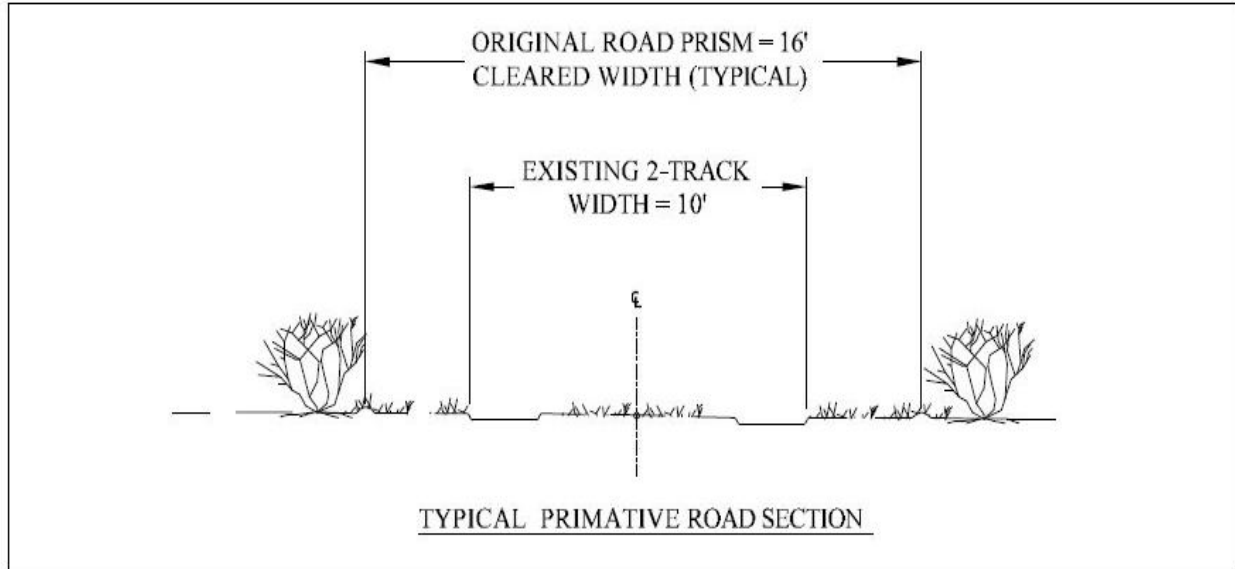 ORIGINAL ROAD PRISM = 16'
CLEARED WIDTH (TYPICAL)
EXISTING 2-TRACK
WIDTH = 10'
℄
TYPICAL PRIMATIVE ROAD SECTION